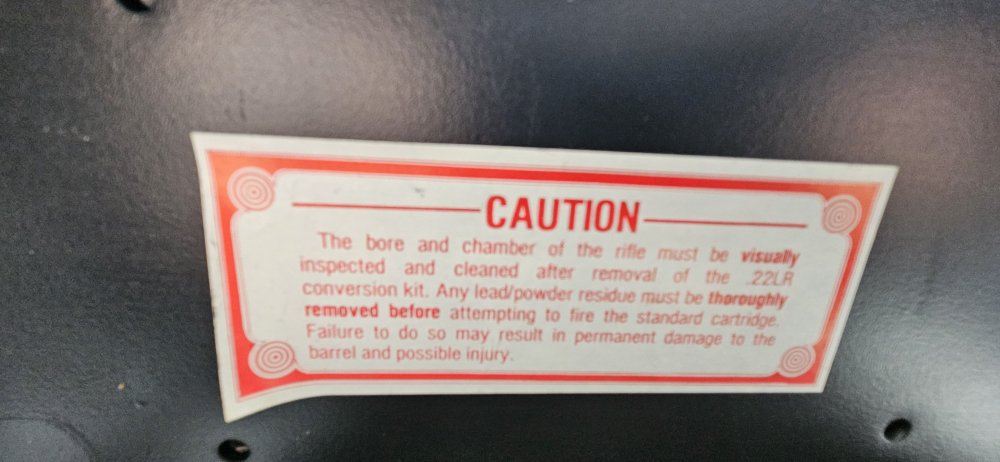 CAUTION
The bore and chamber of the rifle must be visually
inspected and cleaned after removal of the .22LR
conversion kit. Any lead/powder residue must be thoroughly
removed before attempting to fire the standard cartridge.
Failure to do so may result in permanent damage to the
barrel and possible injury.